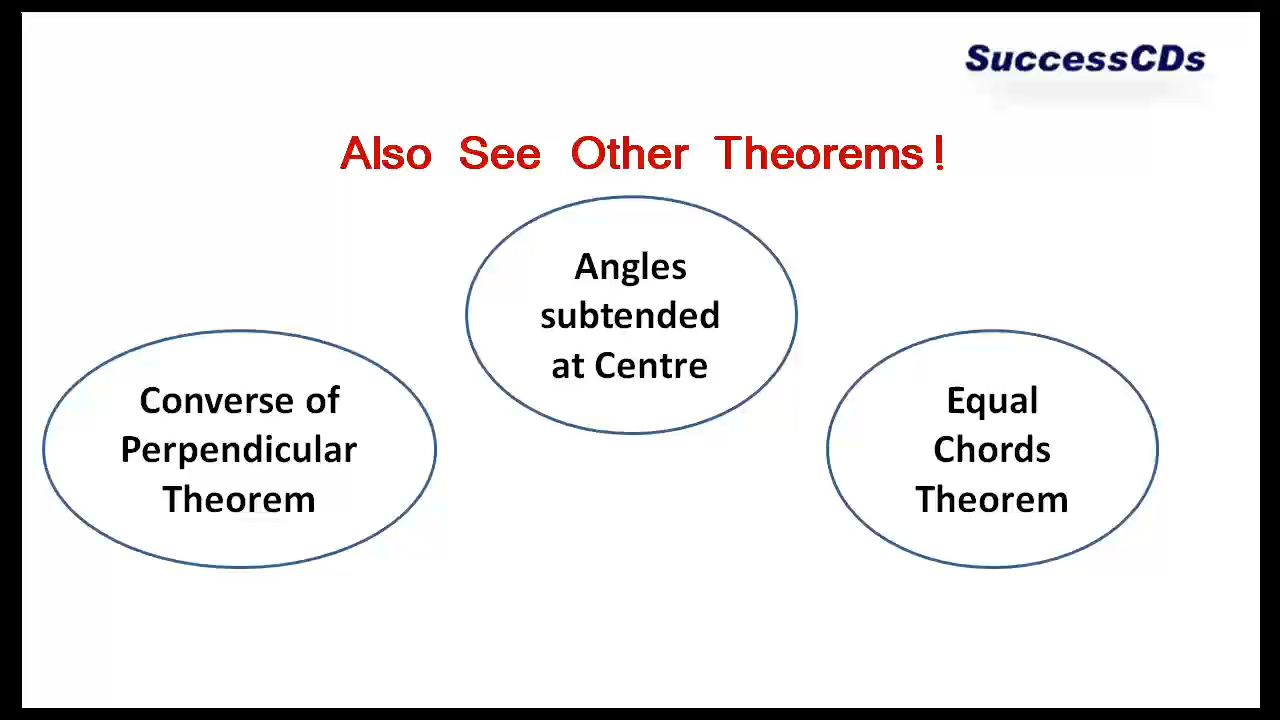 SuccessCDs
Also See Other Theorems!
Angles
subtended
at Centre
Converse of
Perpendicular
Theorem
Equal
Chords
Theorem